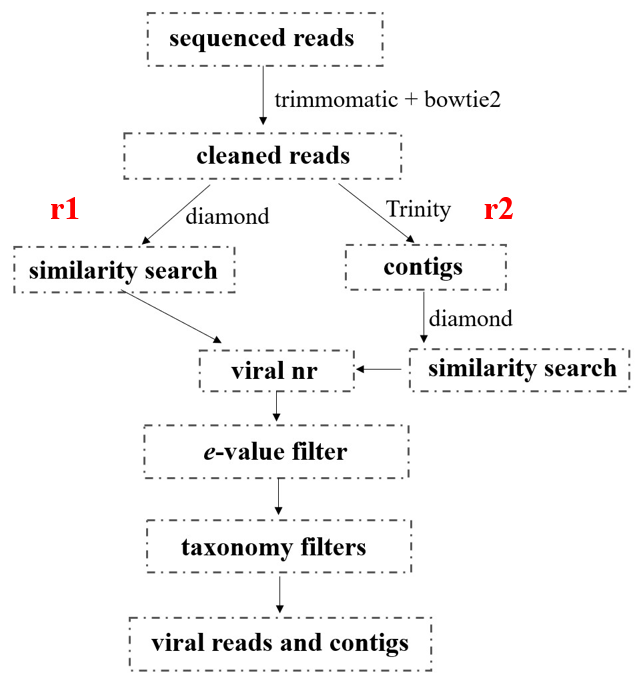 sequenced reads
trimmomatic + bowtie2
cleaned reads
r1
diamond
Trinity
r2
similarity search
contigs
diamond
viral nr
similarity search
e-value filter
taxonomy filters
viral reads and contigs